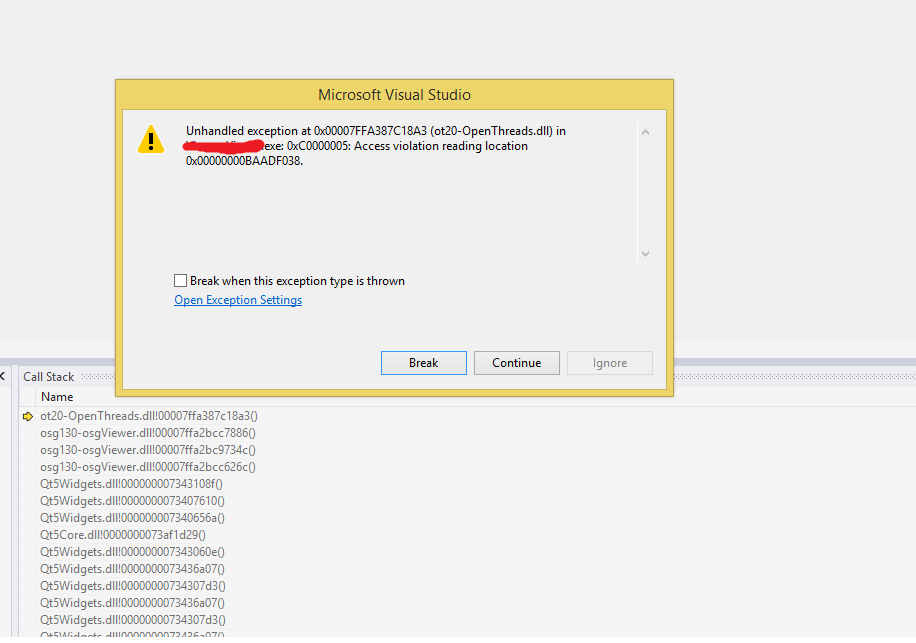 Microsoft Visual Studio
Unhandled exception at 0x00007FFA387C18A3 (ot20-OpenThreads.dll) in
.exe: 0xC0000005: Access violation reading location
0x00000000BAADF038.
Break when this exception type is thrown
Open Exception Settings
Break
Continue
Ignore
Call Stack
Name
ot20-OpenThreads.dll!00007ffa387c18a3()
osg130-osgViewer.dll!00007ffa2bcc7886()
osg130-osgViewer.dll!00007ffa2bc9734c()
osg130-osgViewer.dll!00007ffa2bcc626c()
Qt5Widgets.dll!000000007343108f()
Qt5Widgets.dll!0000000073407610()
Qt5Widgets.dll!000000007340656a()
Qt5Core.dll!0000000073af1d29()
Qt5Widgets.dll!000000007343060e()
Qt5Widgets.dll!0000000073436a07()
Qt5Widgets.dll!00000000734307d3()
Qt5Widgets.dll!0000000073436a07()
Qt5Widgets.dll!00000000734307d3()
Qt5Widgets.dll!0000000073436a07()